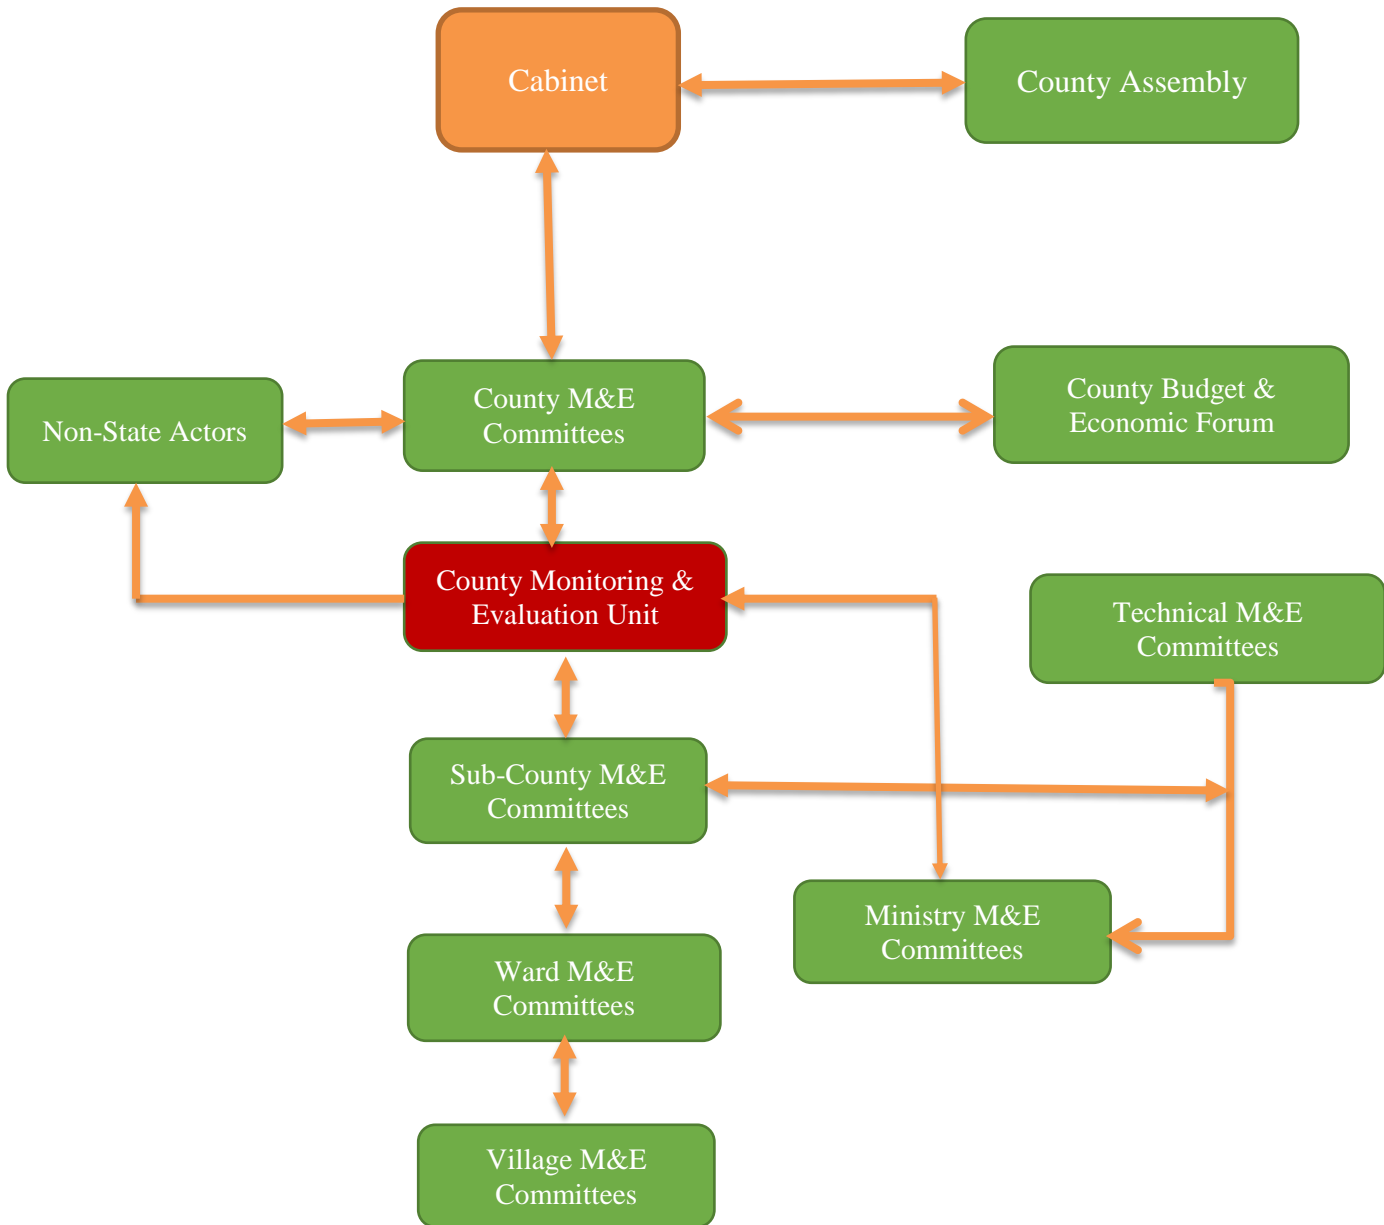 Cabinet
County Assembly
County M&E
Committees
County Budget &
Economic Forum
Non-State Actors
County Monitoring &
Evaluation Unit
Technical M&E
Committees
Sub-County M&E
Committees
Ministry M&E
Committees
Ward M&E
Committees
Village M&E
Committees